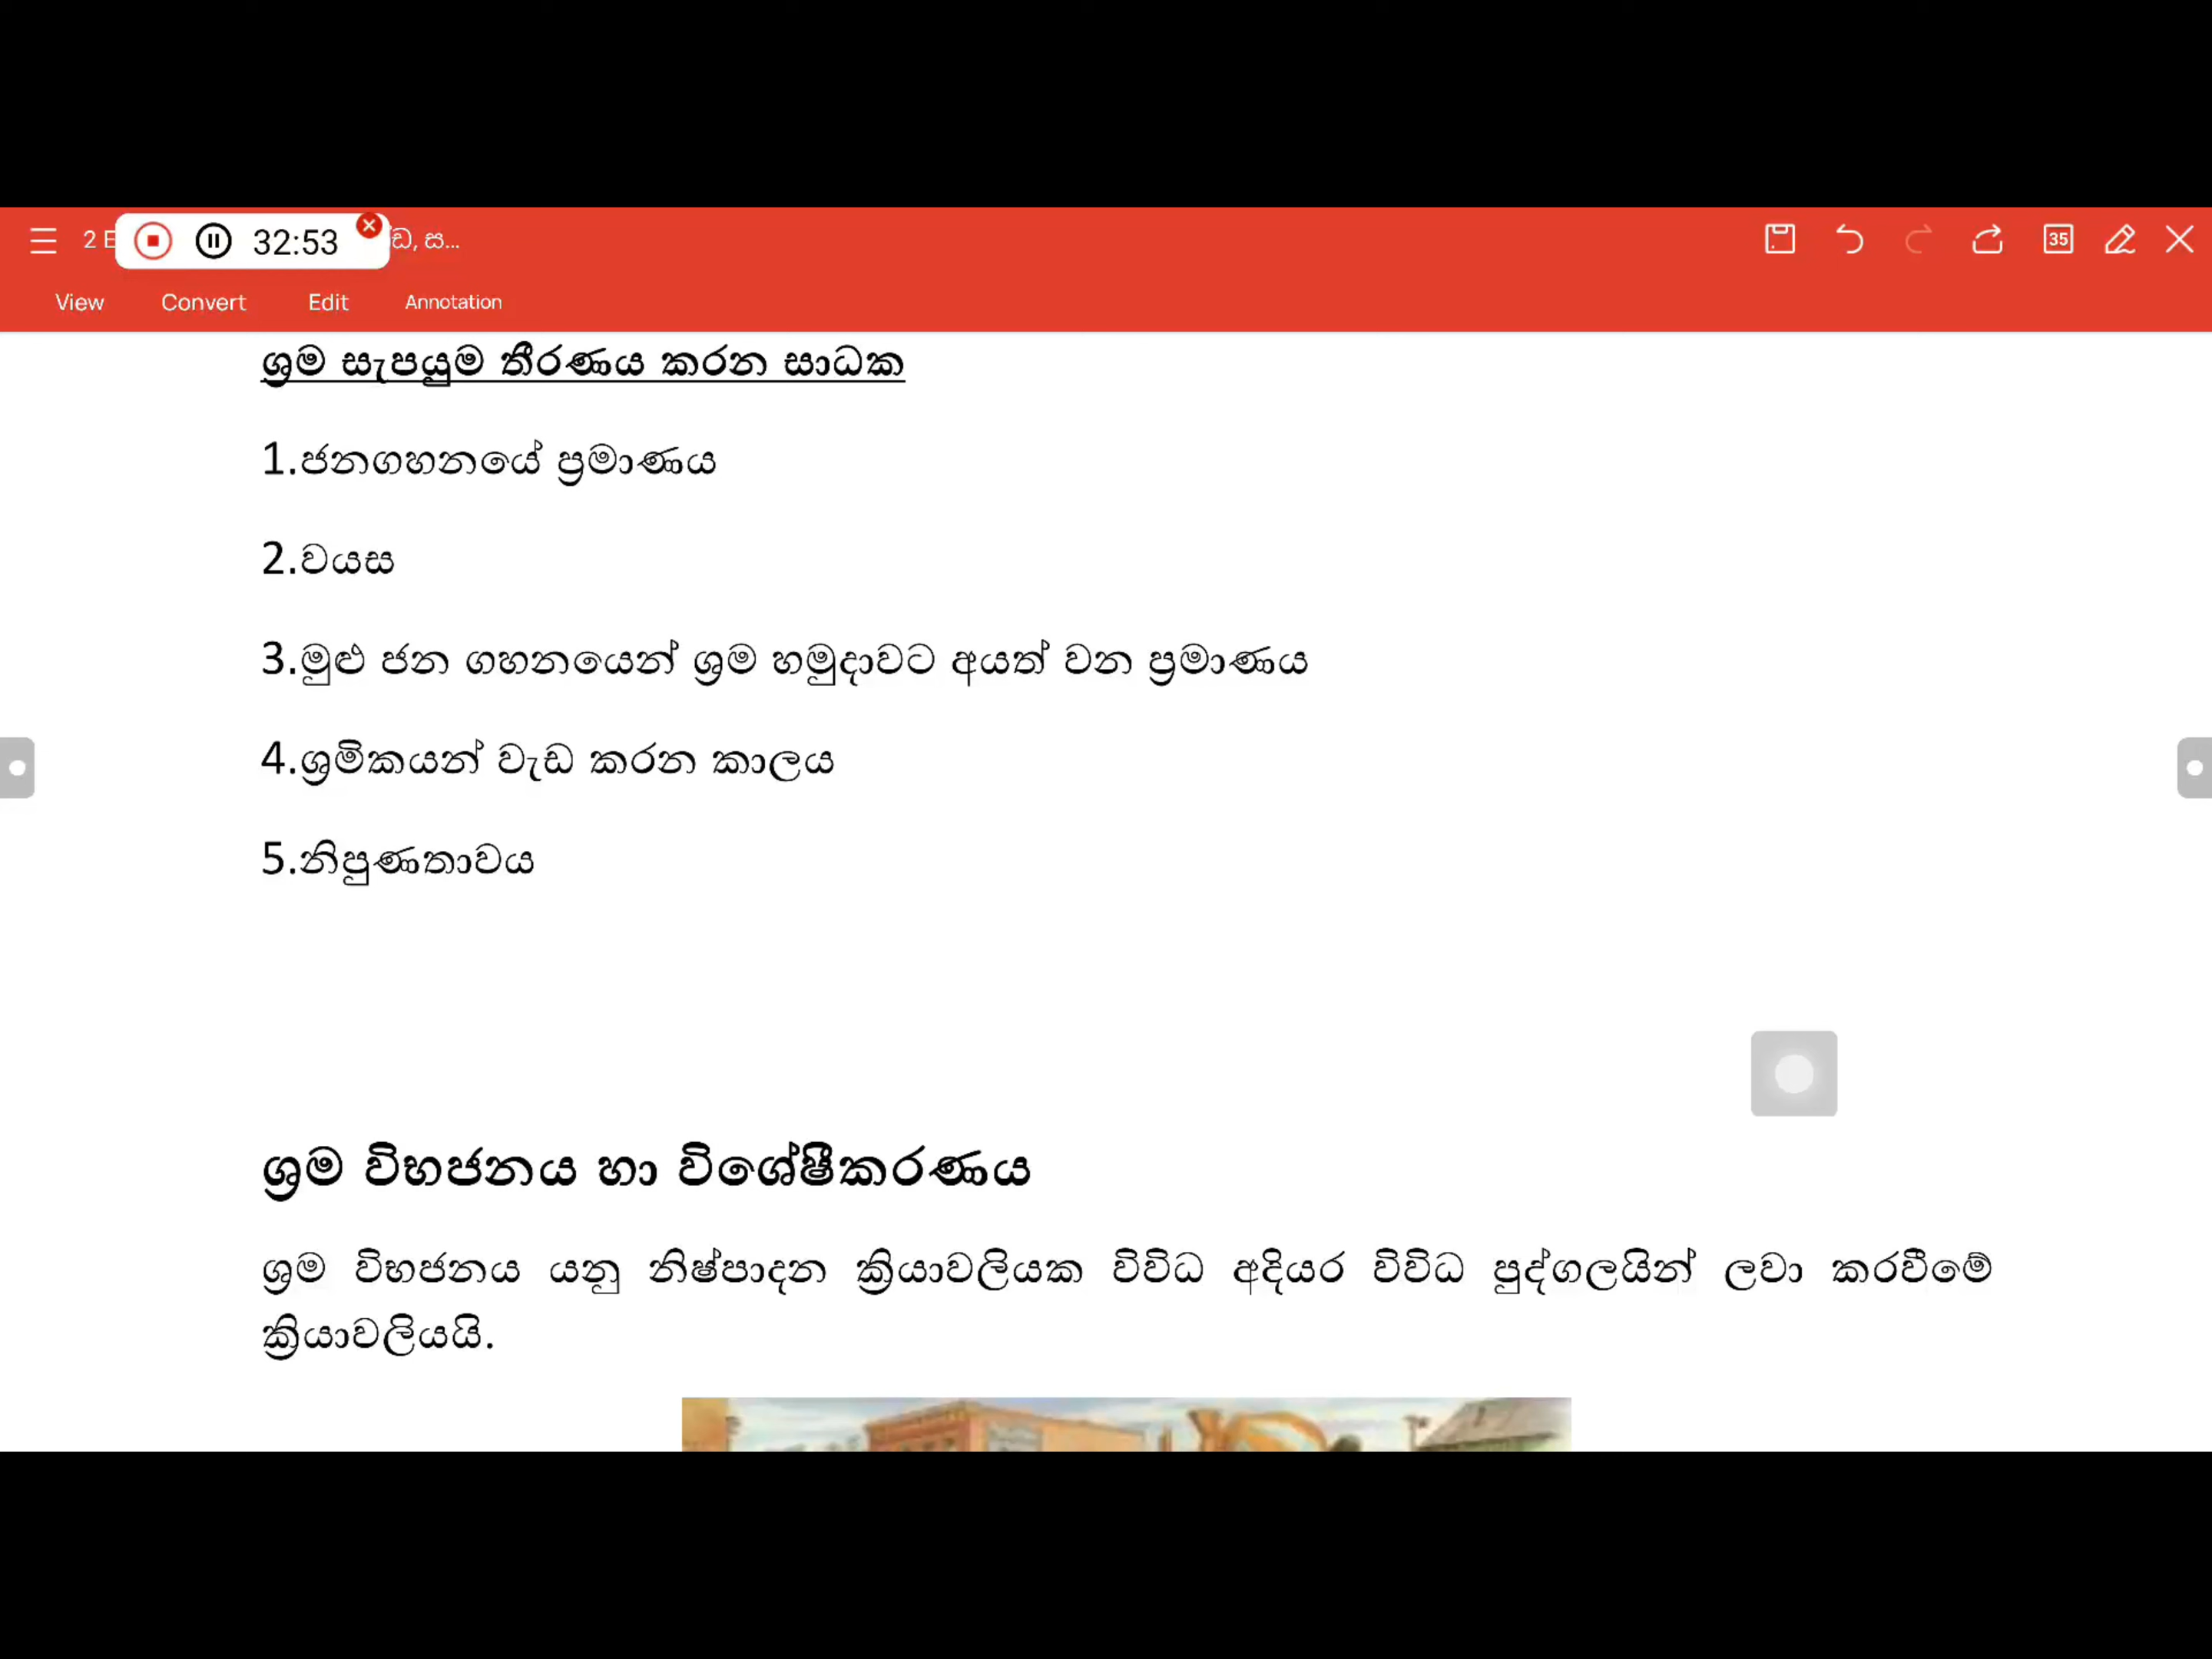 2 E
32:53
ඩ, ස...
35
View Convert Edit Annotation
ශ්‍රම සැපයුම තීරණය කරන සාධක
1.ජනගහනයේ ප්‍රමාණය
2.වයස
3.මුළු ජන ගහනයෙන් ශ්‍රම හමුදාවට අයත් වන ප්‍රමාණය
4.ශ්‍රමිකයන් වැඩ කරන කාලය
5.නිපුණතාවය
ශ්‍රම විභජනය හා විශේෂීකරණය
ශ්‍රම විභජනය යනු නිෂ්පාදන ක්‍රියාවලියක විවිධ අදියර විවිධ පුද්ගලයින් ලවා කරවීමේ
ක්‍රියාවලියයි.